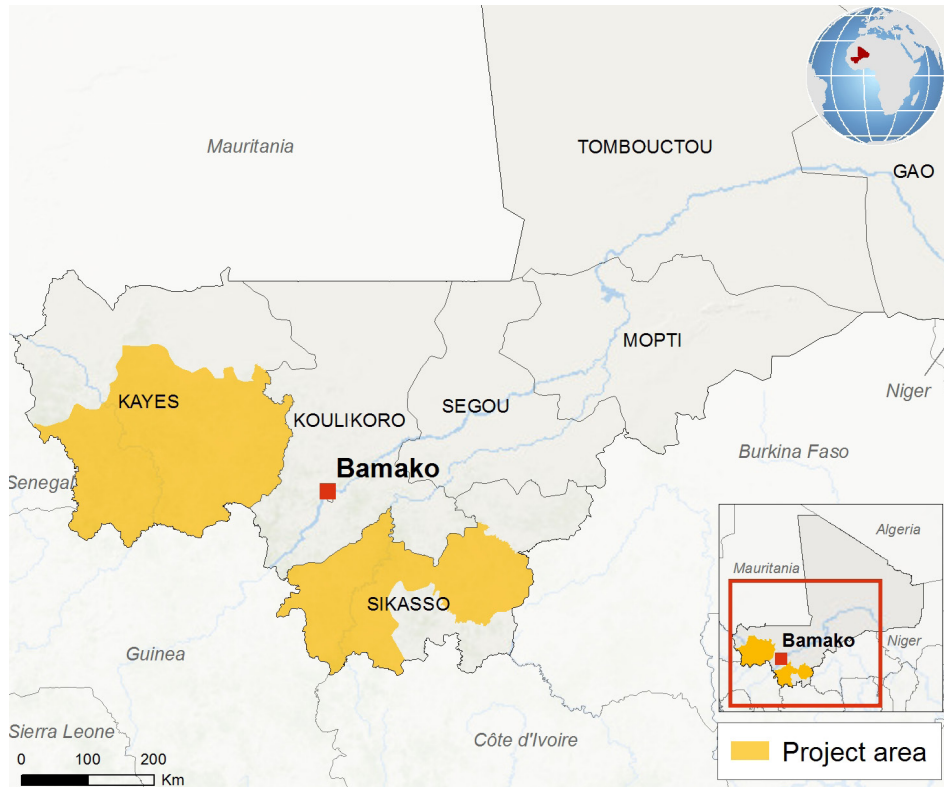 Mauritania
TOMBOUCTOU
GAO
MOPTI
KAYES
Niger
KOULIKORO
SEGOU
Burkina Faso
Bamako
Senegal
Algeria
Mauritania
SIKASSO
Bamako
Niger
Guinea
Sierra Leone
Côte d'Ivoire
Project area
0 100 200
Km